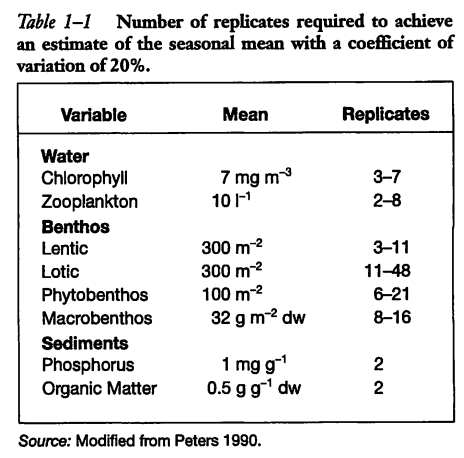 Table 1–1 Number of replicates required to achieve
an estimate of the seasonal mean with a coefficient of
variation of 20%.
Variable Mean Replicates
Water
Chlorophyll 7 mg m⁻³ 3–7
Zooplankton 10 l⁻¹ 2–8
Benthos
Lentic 300 m⁻² 3–11
Lotic 300 m⁻² 11–48
Phytobenthos 100 m⁻² 6–21
Macrobenthos 32 g m⁻² dw 8–16
Sediments
Phosphorus 1 mg g⁻¹ 2
Organic Matter 0.5 g g⁻¹ dw 2
Source: Modified from Peters 1990.